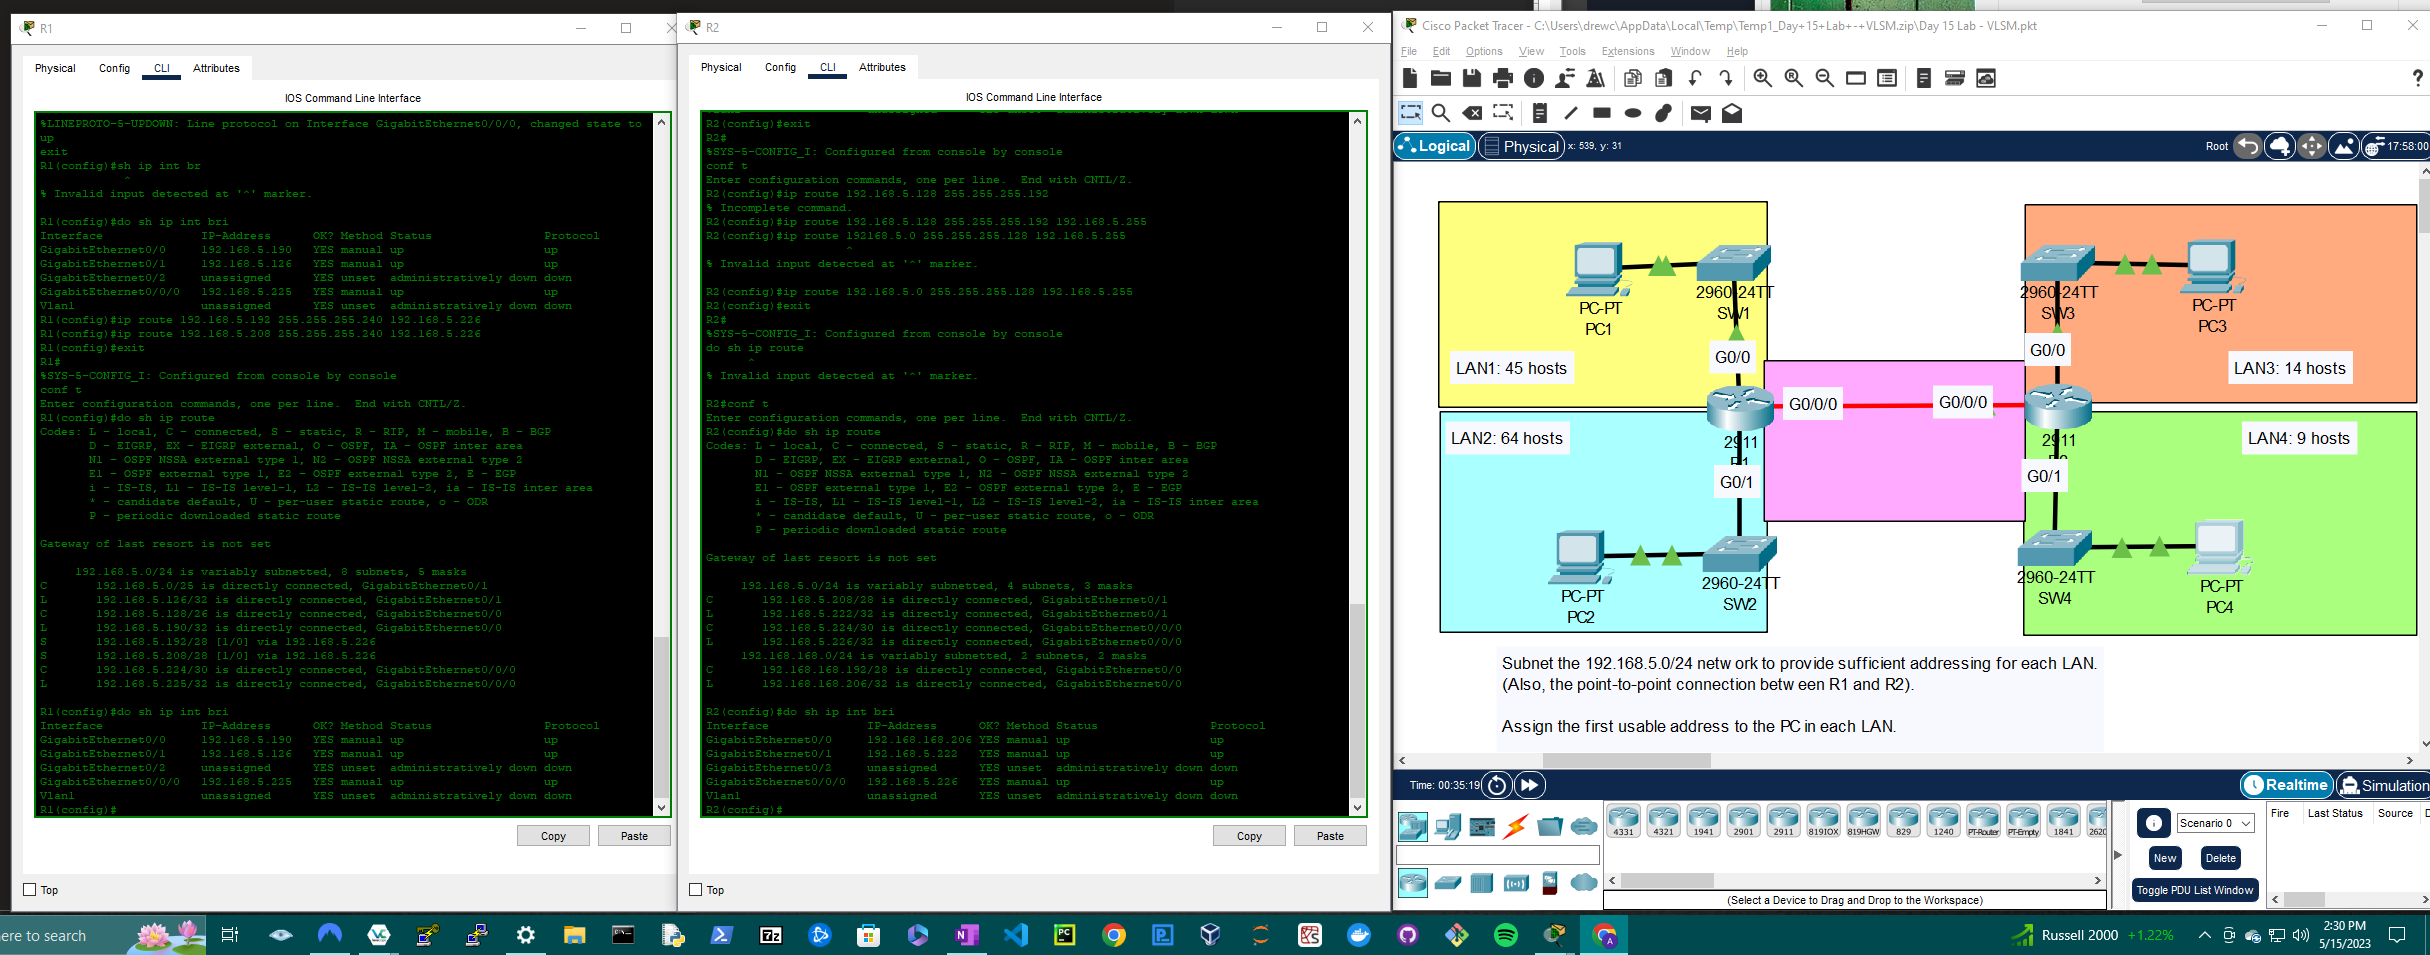 R1
Physical Config CLI Attributes
IOS Command Line Interface
%LINEPROTO-5-UPDOWN: Line protocol on Interface GigabitEthernet0/0/0, changed state to
up
exit
R1(config)#sh ip int br
^
% Invalid input detected at '^' marker.
R1(config)#do sh ip int bri
Interface IP-Address OK? Method Status Protocol
GigabitEthernet0/0 192.168.5.190 YES manual up up
GigabitEthernet0/1 192.168.5.126 YES manual up up
GigabitEthernet0/2 unassigned YES unset administratively down down
GigabitEthernet0/0/0 192.168.5.225 YES manual up up
Vlan1 unassigned YES unset administratively down down
R1(config)#ip route 192.168.5.192 255.255.255.240 192.168.5.226
R1(config)#ip route 192.168.5.208 255.255.255.240 192.168.5.226
R1(config)#exit
R1#
%SYS-5-CONFIG_I: Configured from console by console
conf t
Enter configuration commands, one per line. End with CNTL/Z.
R1(config)#do sh ip route
Codes: L - local, C - connected, S - static, R - RIP, M - mobile, B - BGP
D - EIGRP, EX - EIGRP external, O - OSPF, IA - OSPF inter area
N1 - OSPF NSSA external type 1, N2 - OSPF NSSA external type 2
E1 - OSPF external type 1, E2 - OSPF external type 2, E - EGP
i - IS-IS, L1 - IS-IS level-1, L2 - IS-IS level-2, ia - IS-IS inter area
* - candidate default, U - per-user static route, o - ODR
P - periodic downloaded static route
Gateway of last resort is not set
192.168.5.0/24 is variably subnetted, 8 subnets, 5 masks
C 192.168.5.0/25 is directly connected, GigabitEthernet0/1
L 192.168.5.126/32 is directly connected, GigabitEthernet0/1
C 192.168.5.128/26 is directly connected, GigabitEthernet0/0
L 192.168.5.190/32 is directly connected, GigabitEthernet0/0
S 192.168.5.192/28 [1/0] via 192.168.5.226
S 192.168.5.208/28 [1/0] via 192.168.5.226
C 192.168.5.224/30 is directly connected, GigabitEthernet0/0/0
L 192.168.5.225/32 is directly connected, GigabitEthernet0/0/0
R1(config)#do sh ip int bri
Interface IP-Address OK? Method Status Protocol
GigabitEthernet0/0 192.168.5.190 YES manual up up
GigabitEthernet0/1 192.168.5.126 YES manual up up
GigabitEthernet0/2 unassigned YES unset administratively down down
GigabitEthernet0/0/0 192.168.5.225 YES manual up up
Vlan1 unassigned YES unset administratively down down
R1(config)#
Copy Paste
Top
R2
Physical Config CLI Attributes
IOS Command Line Interface
R2(config)#exit
R2#
%SYS-5-CONFIG_I: Configured from console by console
conf t
Enter configuration commands, one per line. End with CNTL/Z.
R2(config)#ip route 192.168.5.128 255.255.255.192
% Incomplete command.
R2(config)#ip route 192.168.5.128 255.255.255.192 192.168.5.255
R2(config)#ip route 192168.5.0 255.255.255.128 192.168.5.255
^
% Invalid input detected at '^' marker.
R2(config)#ip route 192.168.5.0 255.255.255.128 192.168.5.255
R2(config)#exit
R2#
%SYS-5-CONFIG_I: Configured from console by console
do sh ip route
^
% Invalid input detected at '^' marker.
R2#conf t
Enter configuration commands, one per line. End with CNTL/Z.
R2(config)#do sh ip route
Codes: L - local, C - connected, S - static, R - RIP, M - mobile, B - BGP
D - EIGRP, EX - EIGRP external, O - OSPF, IA - OSPF inter area
N1 - OSPF NSSA external type 1, N2 - OSPF NSSA external type 2
E1 - OSPF external type 1, E2 - OSPF external type 2, E - EGP
i - IS-IS, L1 - IS-IS level-1, L2 - IS-IS level-2, ia - IS-IS inter area
* - candidate default, U - per-user static route, o - ODR
P - periodic downloaded static route
Gateway of last resort is not set
192.168.5.0/24 is variably subnetted, 4 subnets, 3 masks
C 192.168.5.208/28 is directly connected, GigabitEthernet0/1
L 192.168.5.222/32 is directly connected, GigabitEthernet0/1
C 192.168.5.224/30 is directly connected, GigabitEthernet0/0/0
L 192.168.5.226/32 is directly connected, GigabitEthernet0/0/0
192.168.168.0/24 is variably subnetted, 2 subnets, 2 masks
C 192.168.168.192/28 is directly connected, GigabitEthernet0/0
L 192.168.168.206/32 is directly connected, GigabitEthernet0/0
R2(config)#do sh ip int bri
Interface IP-Address OK? Method Status Protocol
GigabitEthernet0/0 192.168.168.206 YES manual up up
GigabitEthernet0/1 192.168.5.222 YES manual up up
GigabitEthernet0/2 unassigned YES unset administratively down down
GigabitEthernet0/0/0 192.168.5.226 YES manual up up
Vlan1 unassigned YES unset administratively down down
R2(config)#
Copy Paste
Top
Cisco Packet Tracer - C:\Users\drewc\AppData\Local\Temp\Temp1_Day+15+Lab+-+VLSM.zip\Day 15 Lab - VLSM.pkt
File Edit Options View Tools Extensions Window Help
Logical Physical x: 539, y: 31 Root 17:58:00
PC-PT
PC1
2960-24TT
SW1
G0/0
LAN1: 45 hosts
2960-24TT
SW3
PC-PT
PC3
G0/0
LAN3: 14 hosts
G0/0/0 G0/0/0
LAN2: 64 hosts
2911
G0/1
PC-PT
PC2
2960-24TT
SW2
2911
G0/1
LAN4: 9 hosts
2960-24TT
SW4
PC-PT
PC4
Subnet the 192.168.5.0/24 netw ork to provide sufficient addressing for each LAN.
(Also, the point-to-point connection betw een R1 and R2).
Assign the first usable address to the PC in each LAN.
Time: 00:35:19 Realtime Simulation
4331 4321 1941 2901 2911 819IOX 819HGW 829 1240 PT-Router PT-Empty 1841 2620
(Select a Device to Drag and Drop to the Workspace)
Scenario 0
New Delete
Toggle PDU List Window
Fire Last Status Source D
ere to search
Russell 2000 +1.22%
2:30 PM
5/15/2023